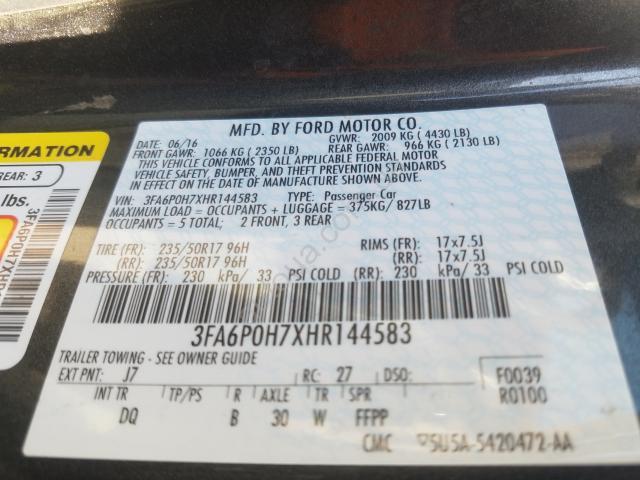 MFD. BY FORD MOTOR CO.
DATE: 06/16 GVWR: 2009 KG ( 4430 LB)
FRONT GAWR: 1066 KG ( 2350 LB) REAR GAWR: 966 KG ( 2130 LB)
THIS VEHICLE CONFORMS TO ALL APPLICABLE FEDERAL MOTOR
VEHICLE SAFETY, BUMPER, AND THEFT PREVENTION STANDARDS
IN EFFECT ON THE DATE OF MANUFACTURE SHOWN ABOVE.
VIN: 3FA6P0H7XHR144583 TYPE: Passenger Car
MAXIMUM LOAD = OCCUPANTS + LUGGAGE = 375KG/ 827LB
OCCUPANTS = 5 TOTAL; 2 FRONT, 3 REAR
TIRE (FR): 235/50R17 96H RIMS (FR): 17x7.5J
(RR): 235/50R17 96H (RR): 17x7.5J
PRESSURE (FR): 230 kPa/ 33 PSI COLD (RR): 230 kPa/ 33 PSI COLD
3FA6P0H7XHR144583
TRAILER TOWING - SEE OWNER GUIDE
EXT PNT: J7 RC: 27 DSO: F0039
INT TR TP/PS R AXLE TR SPR R0100
DQ B 30 W FFPP
CMC 5U5A-5420472-AA
ORMATION
REAR: 3
lbs.